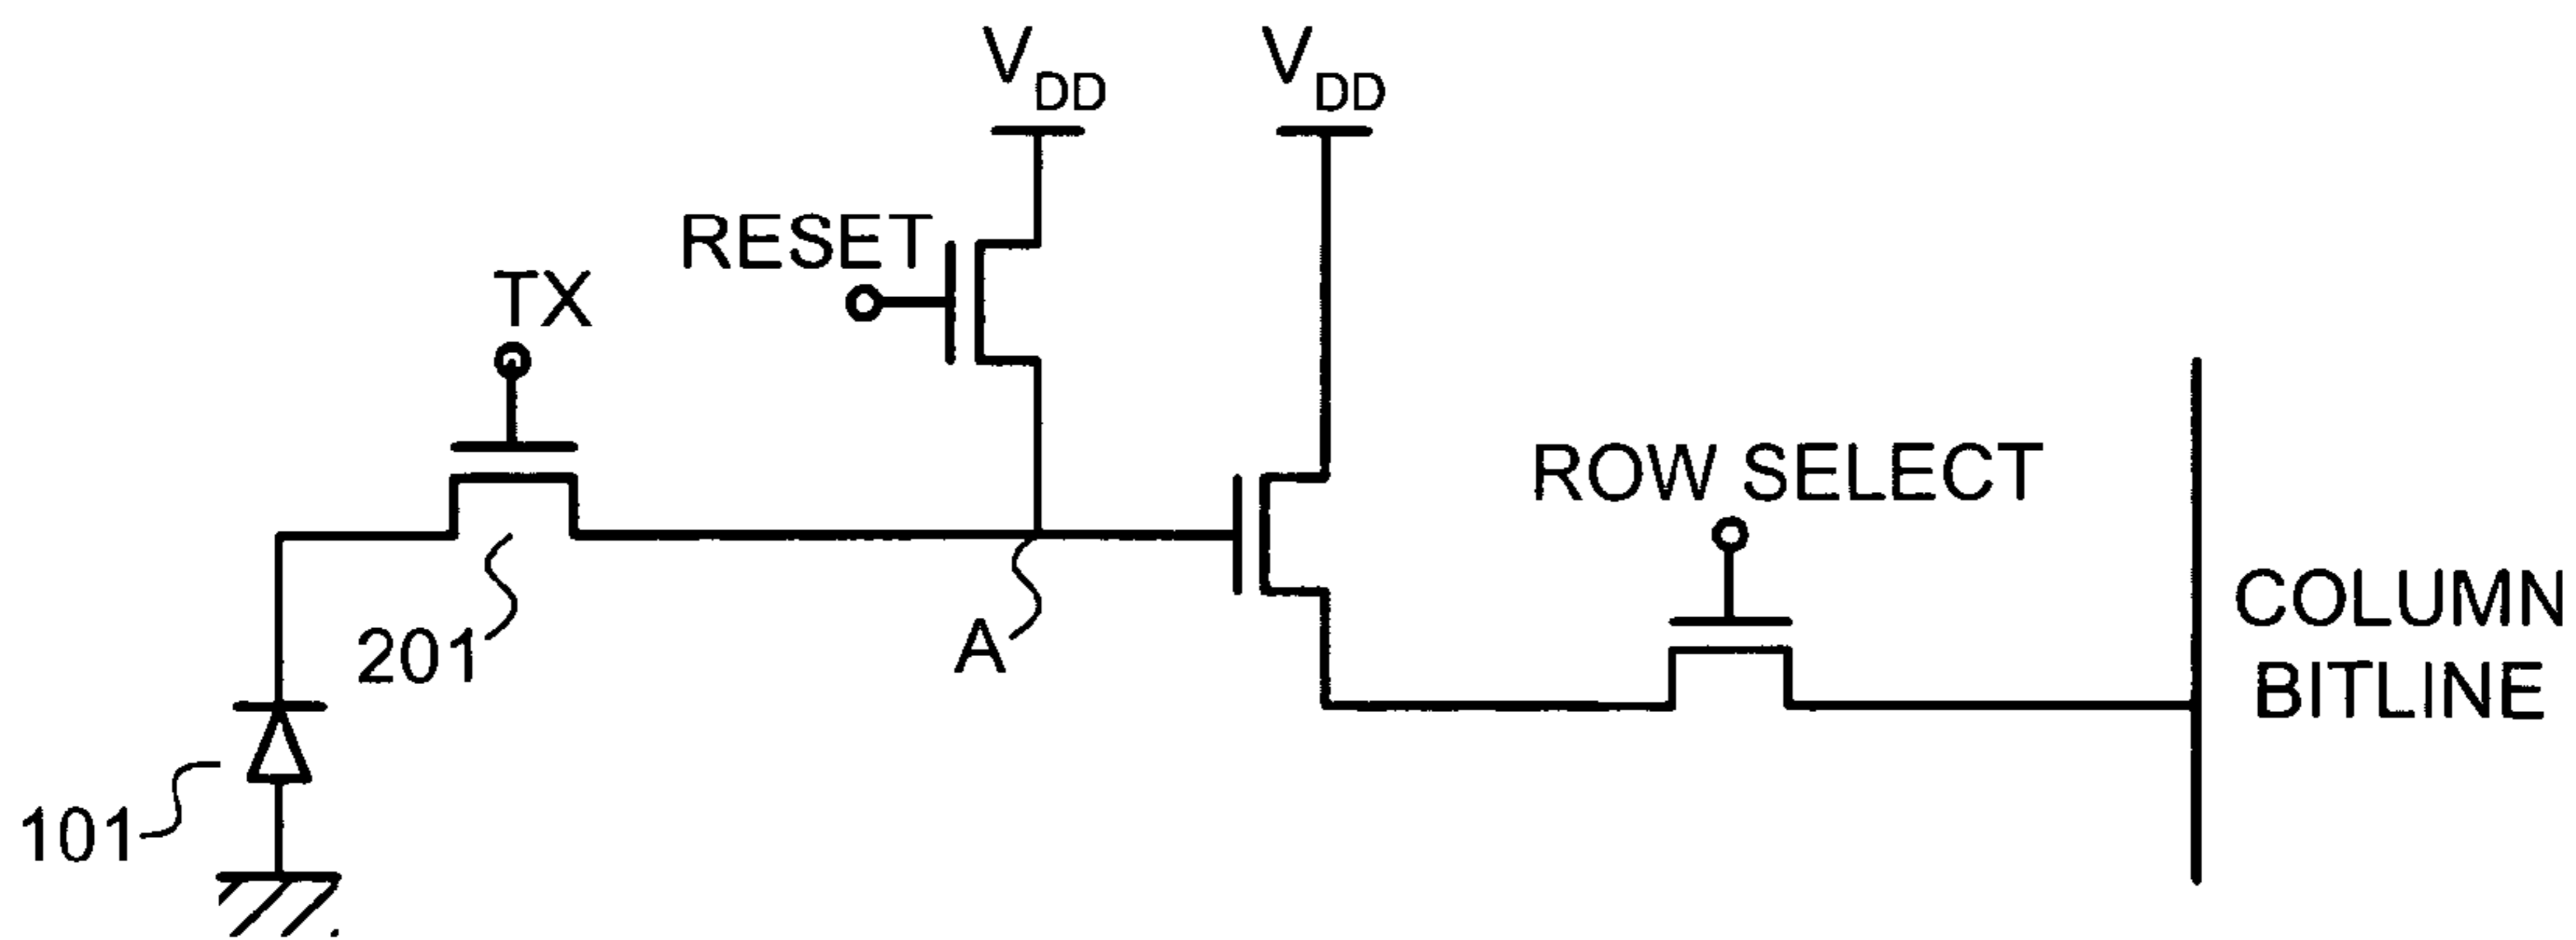 VDD
VDD
RESET
TX
ROW SELECT
COLUMN
BITLINE
201
A
101